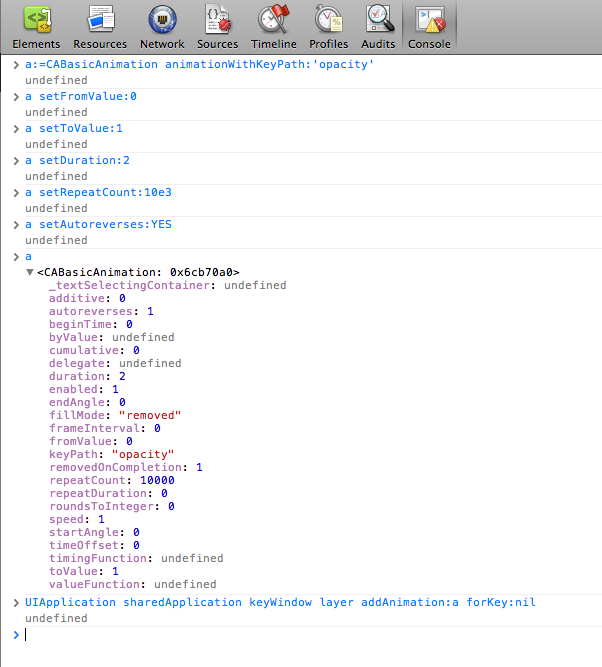 Elements Resources Network Sources Timeline Profiles Audits Console
> a:=CABasicAnimation animationWithKeyPath:'opacity'
undefined
> a setFromValue:0
undefined
> a setToValue:1
undefined
> a setDuration:2
undefined
> a setRepeatCount:10e3
undefined
> a setAutoreverses:YES
undefined
> a
▼<CABasicAnimation: 0x6cb70a0>
_textSelectingContainer: undefined
additive: 0
autoreverses: 1
beginTime: 0
byValue: undefined
cumulative: 0
delegate: undefined
duration: 2
enabled: 1
endAngle: 0
fillMode: "removed"
frameInterval: 0
fromValue: 0
keyPath: "opacity"
removedOnCompletion: 1
repeatCount: 10000
repeatDuration: 0
roundsToInteger: 0
speed: 1
startAngle: 0
timeOffset: 0
timingFunction: undefined
toValue: 1
valueFunction: undefined
> UIApplication sharedApplication keyWindow layer addAnimation:a forKey:nil
undefined
>